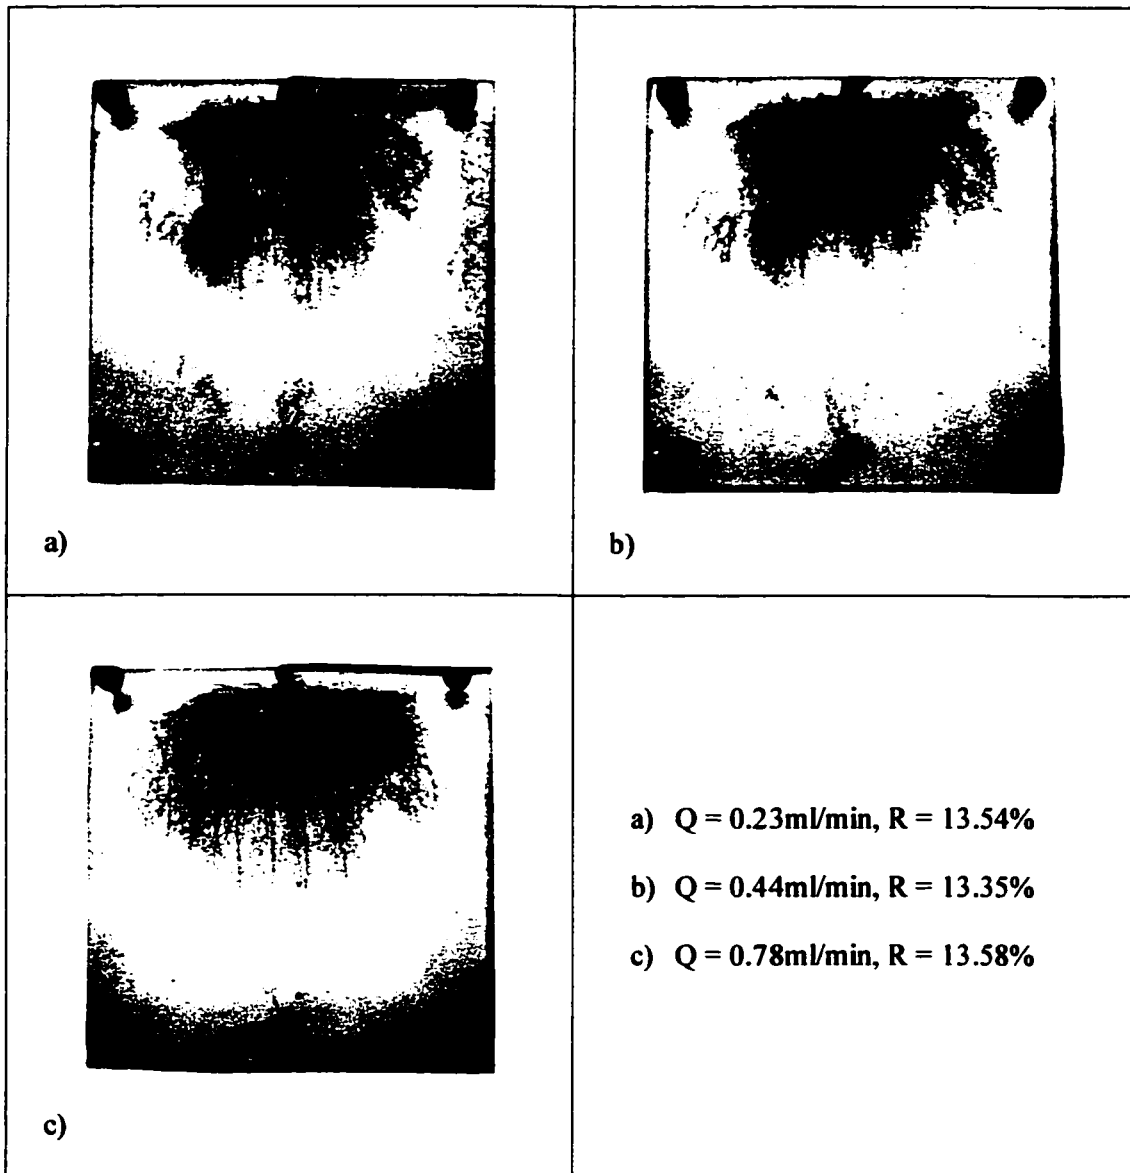 a)
b)
c)
a) Q = 0.23ml/min, R = 13.54%
b) Q = 0.44ml/min, R = 13.35%
c) Q = 0.78ml/min, R = 13.58%